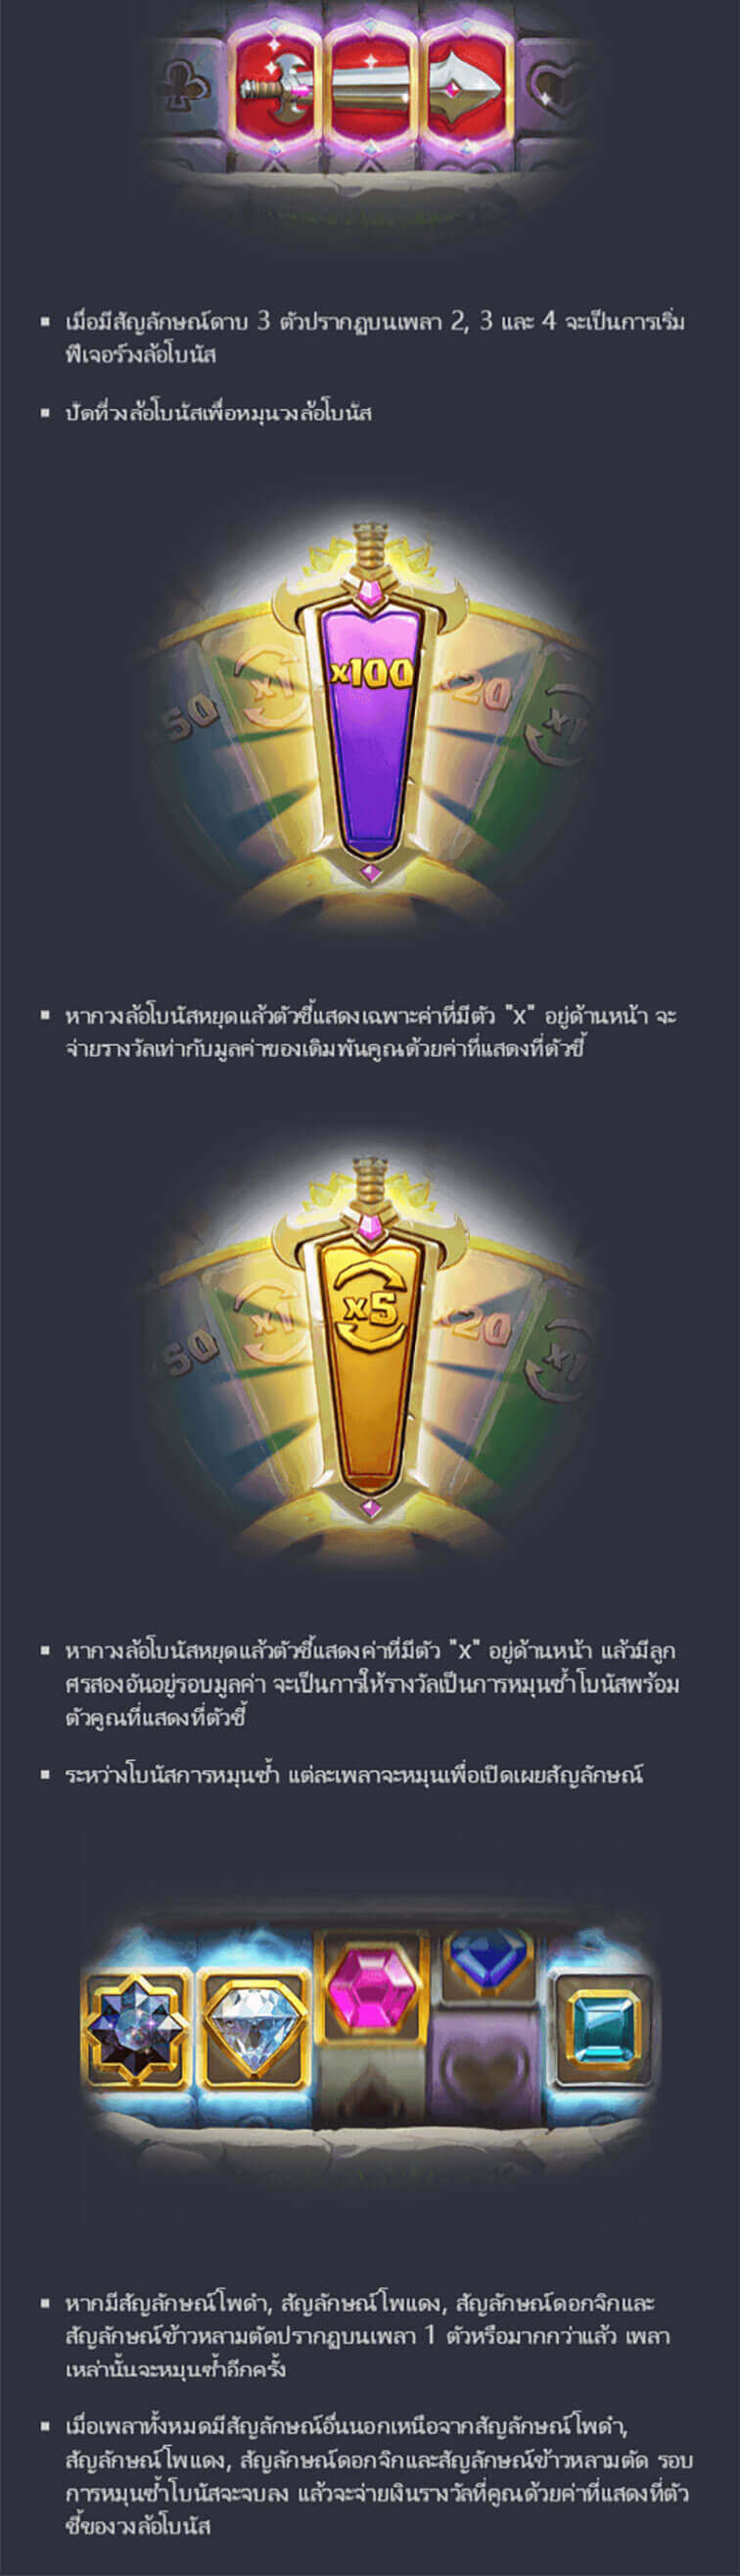 เมื่อมีสัญลักษณ์ดาบ 3 ตัวปรากฏบนเพลา 2, 3 และ 4 จะเป็นการเริ่ม
ฟีเจอร์วงล้อโบนัส
ปัดที่วงล้อโบนัสเพื่อหมุนวงล้อโบนัส
x100
50
x1
x20
x1
หากวงล้อโบนัสหยุดแล้วตัวชี้แสดงเฉพาะค่าที่มีตัว "x" อยู่ด้านหน้า จะ
จ่ายรางวัลเท่ากับมูลค่าของเดิมพันคูณด้วยค่าที่แสดงที่ตัวชี้
x5
50
x1
x20
x1
หากวงล้อโบนัสหยุดแล้วตัวชี้แสดงค่าที่มีตัว "x" อยู่ด้านหน้า แล้วมีลูก
ศรสองอันอยู่รอบมูลค่า จะเป็นการให้รางวัลเป็นการหมุนซ้ำโบนัสพร้อม
ตัวคูณที่แสดงที่ตัวชี้
ระหว่างโบนัสการหมุนซ้ำ แต่ละเพลาจะหมุนเพื่อเปิดเผยสัญลักษณ์
หากมีสัญลักษณ์โพดำ, สัญลักษณ์โพแดง, สัญลักษณ์ดอกจิกและ
สัญลักษณ์ข้าวหลามตัดปรากฏบนเพลา 1 ตัวหรือมากกว่าแล้ว เพลา
เหล่านั้นจะหมุนซ้ำอีกครั้ง
เมื่อเพลาทั้งหมดมีสัญลักษณ์อื่นนอกเหนือจากสัญลักษณ์โพดำ,
สัญลักษณ์โพแดง, สัญลักษณ์ดอกจิกและสัญลักษณ์ข้าวหลามตัด รอบ
การหมุนซ้ำโบนัสจะจบลง แล้วจะจ่ายเงินรางวัลที่คูณด้วยค่าที่แสดงที่ตัว
ชี้ของวงล้อโบนัส